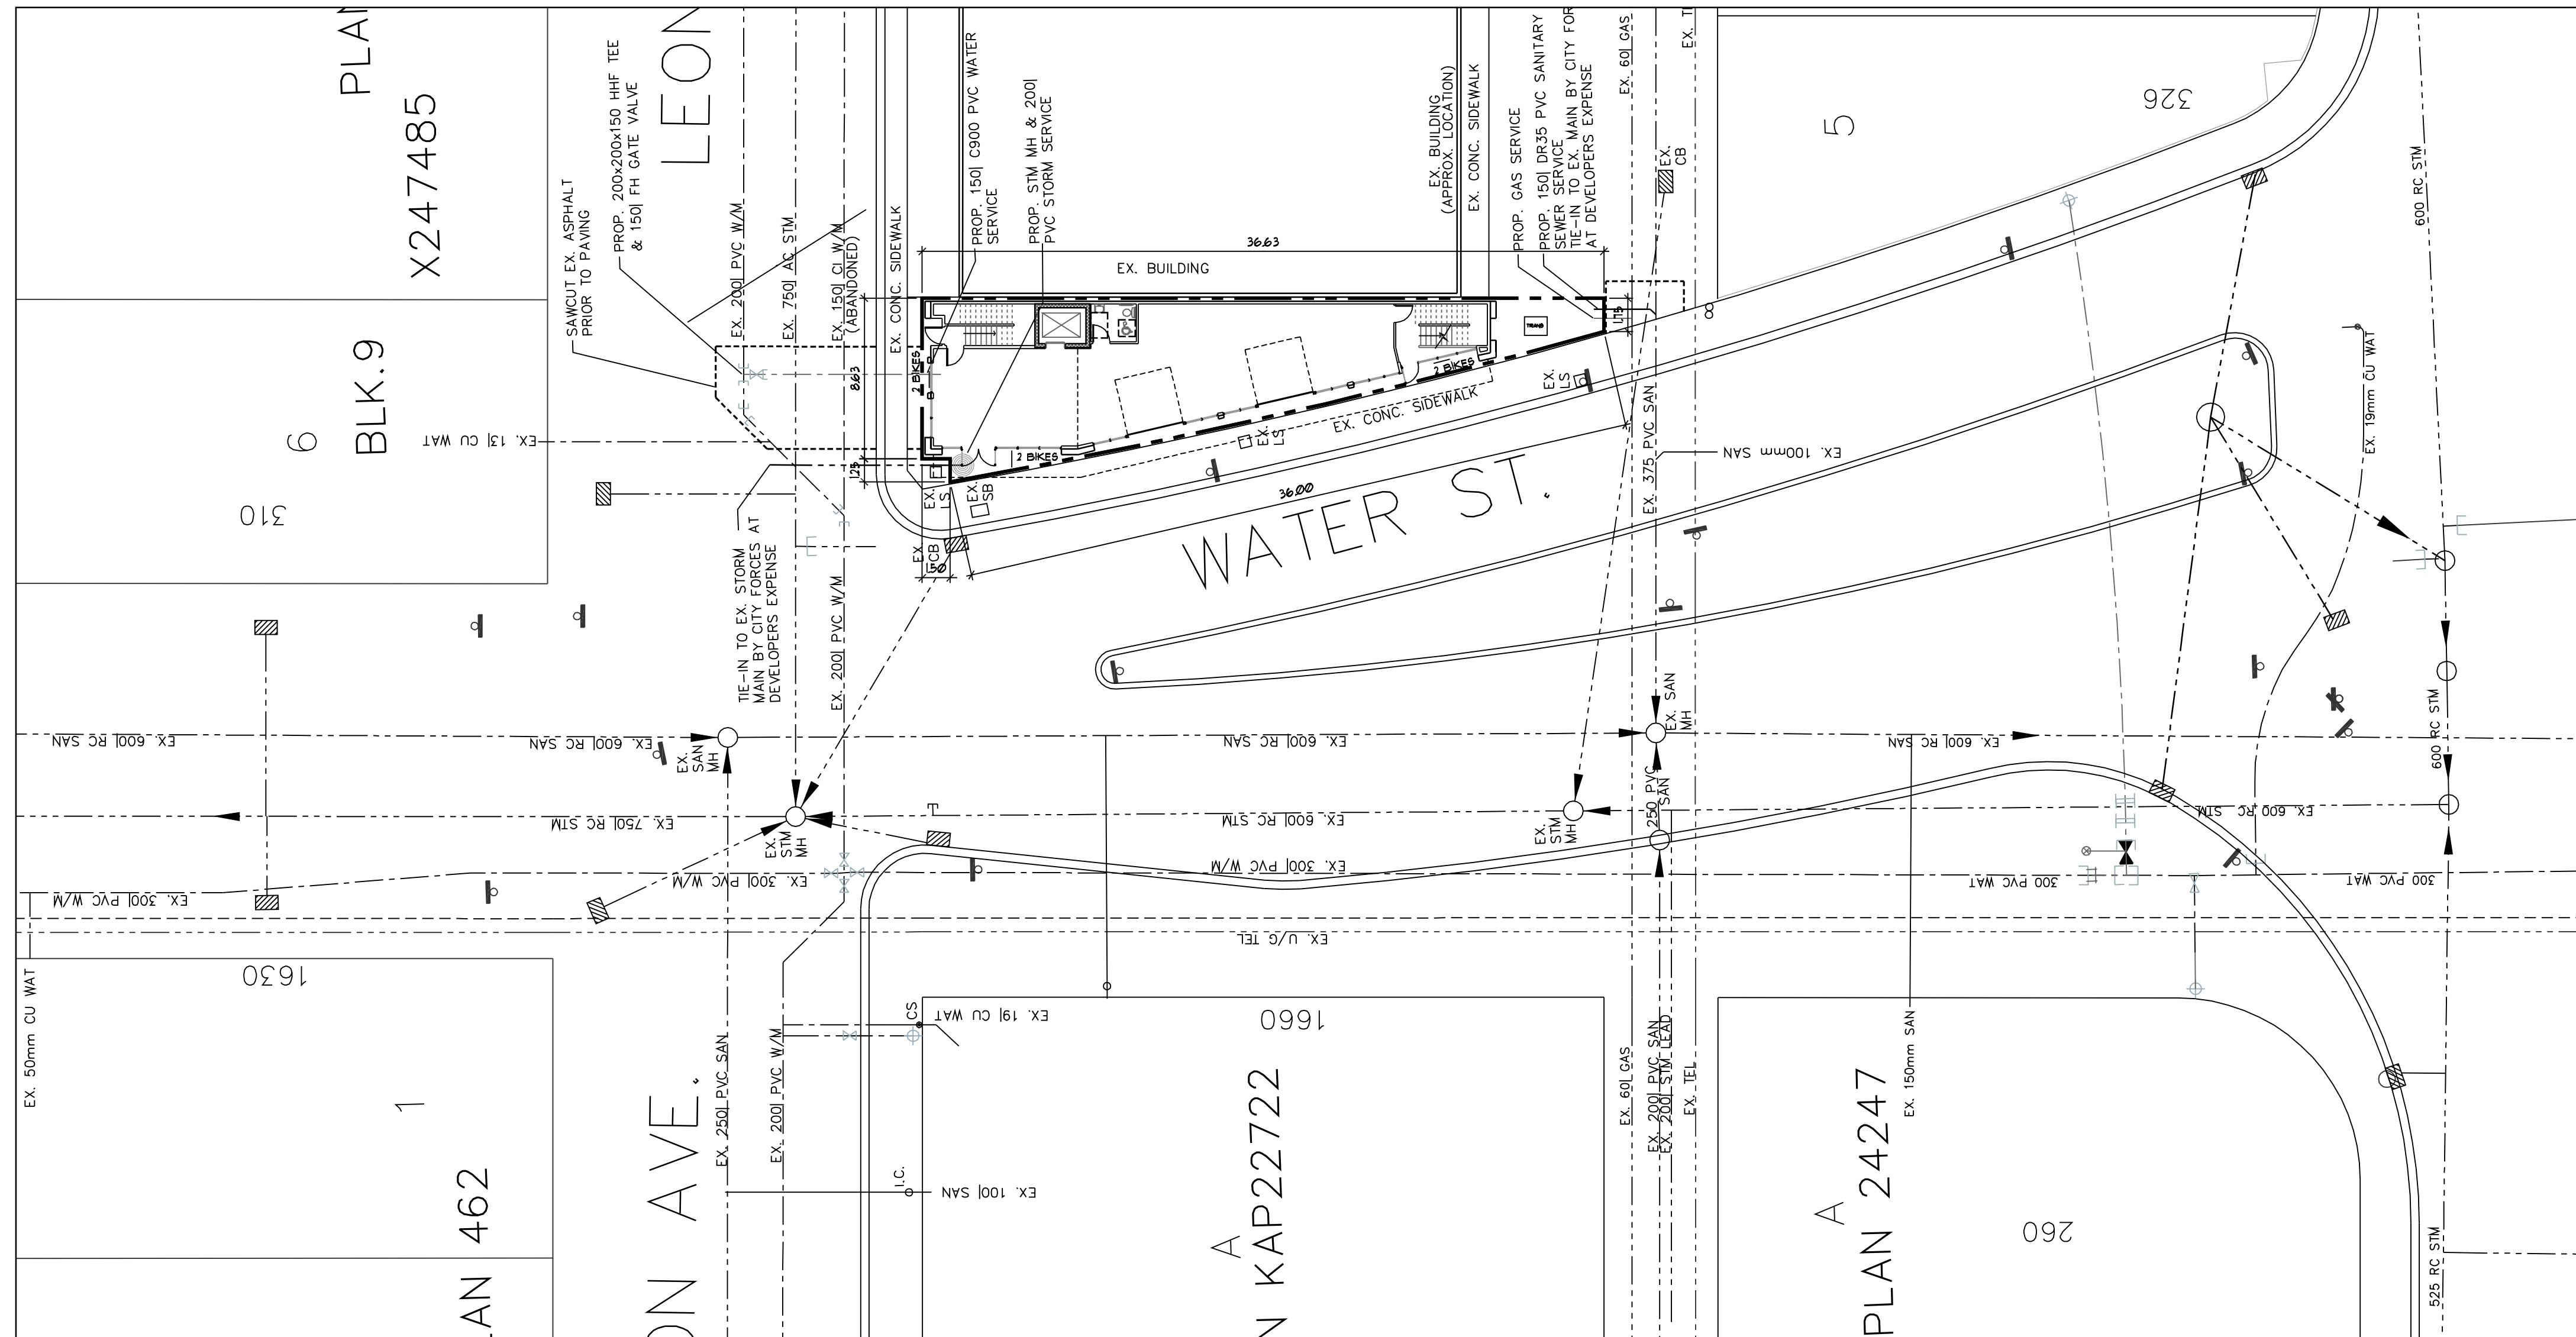 PLAN
X247485
BLK.9
6
310
LEON
SAWCUT EX. ASPHALT
PRIOR TO PAVING
PROP. 200x200x150 HHF TEE
& 150| FH GATE VALVE
EX. 200| PVC W/M
EX. 750| AC STM
EX. 150| CI W/M
(ABANDONED)
EX. CONC. SIDEWALK
PROP. 150| C900 PVC WATER
SERVICE
PROP. STM MH & 200|
PVC STORM SERVICE
EX. BUILDING
(APPROX. LOCATION)
EX. CONC. SIDEWALK
PROP. GAS SERVICE
PROP. 150| DR35 PVC SANITARY
SEWER SERVICE
TIE-IN TO EX. MAIN BY CITY FOR
AT DEVELOPERS EXPENSE
EX. 60| GAS
EX.
EX.
CB
5
326
600 RC STM
36.63
EX. BUILDING
8.63
1.25
1.15
2 BIKES
2 BIKES
2 BIKES
TRANS
EX.
LS
EX.
LS
EX. CONC. SIDEWALK
EX. 13| CU WAT
EX.
LS
EX.
SB
EX.
CB
1.50
36.00
WATER ST.
EX. 375 PVC SAN
EX. 100mm SAN
EX. 19mm CU WAT
TIE-IN TO EX. STORM
MAIN BY CITY FORCES AT
DEVELOPERS EXPENSE
EX. 200| PVC W/M
EX. 600| RC SAN
EX. 600| RC SAN
EX.
SAN
MH
EX. 600| RC SAN
EX. SAN
MH
EX. 600| RC SAN
600 RC STM
EX. 750| RC STM
EX.
STM
MH
T
EX. 600| RC STM
EX.
STM
MH
250 PVC
SAN
EX. 600 RC STM
EX. 300 PVC W/M
EX. 300| PVC W/M
EX. 300| PVC W/M
300 PVC WAT
300 PVC WAT
EX. U/G TEL
EX. 50mm CU WAT
1630
1
PLAN 462
ON AVE.
EX. 250| PVC SAN
EX. 200| PVC W/M
CS
EX. 19| CU WAT
I.C.
EX. 100| SAN
1660
A
N KAP22722
EX. 60| GAS
EX. 200| PVC SAN
EX. 200| STM LEAD
EX. TEL
A
PLAN 24247
EX. 150mm SAN
260
525 RC STM